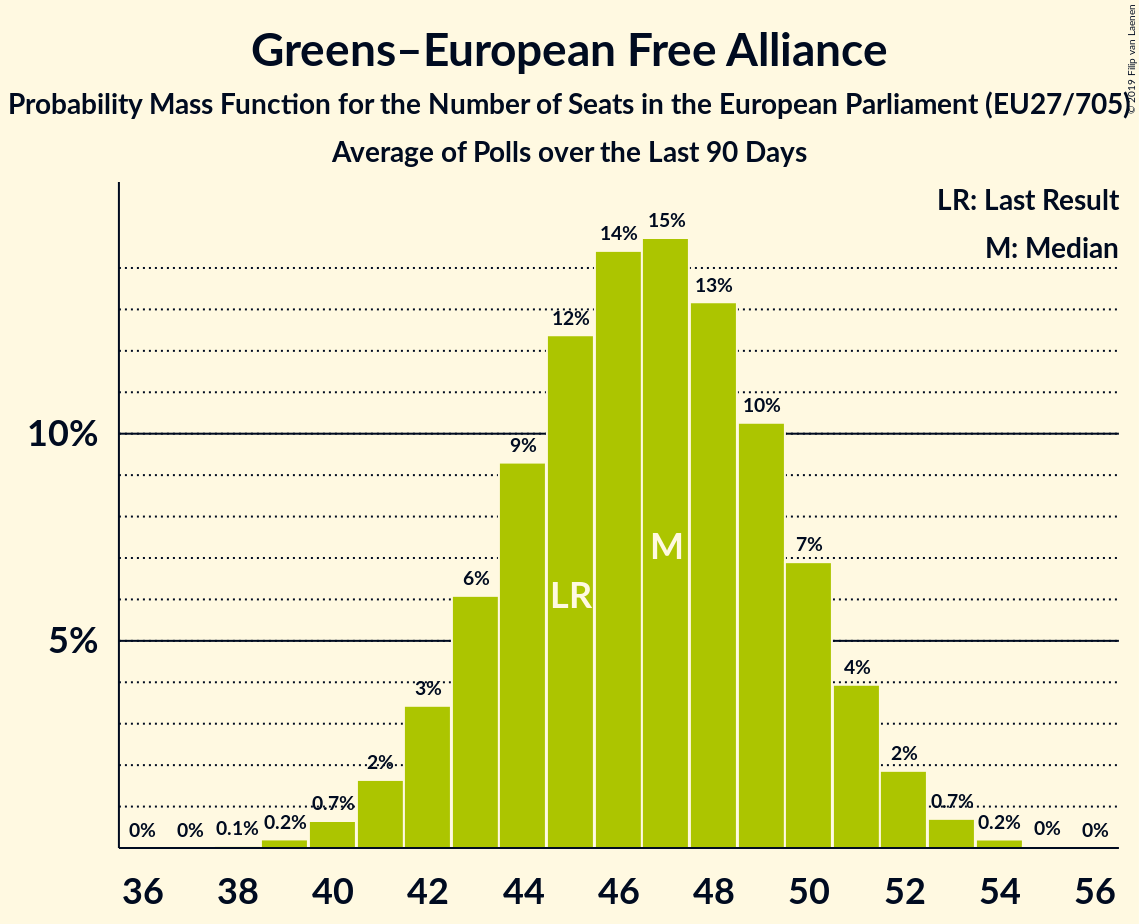 Greens–European Free Alliance
Probability Mass Function for the Number of Seats in the European Parliament (EU27/705)
Average of Polls over the Last 90 Days
© 2019 Filip van Laenen
LR: Last Result
M: Median
15%
14%
13%
12%
10%
10%
9%
7%
M
6%
LR
5%
4%
3%
2%
2%
0.7%
0.7%
0% 0% 0.1% 0.2%
0.2% 0% 0%
36 38 40 42 44 46 48 50 52 54 56